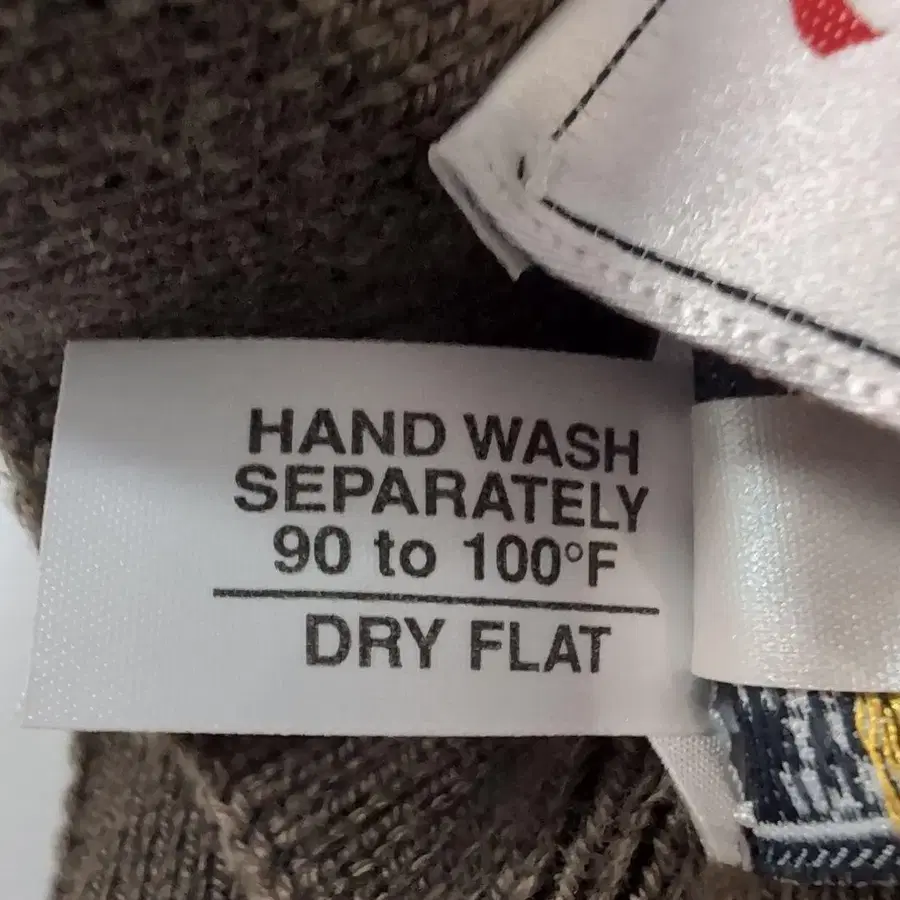 HAND WASH
SEPARATELY
90 to 100°F
DRY FLAT